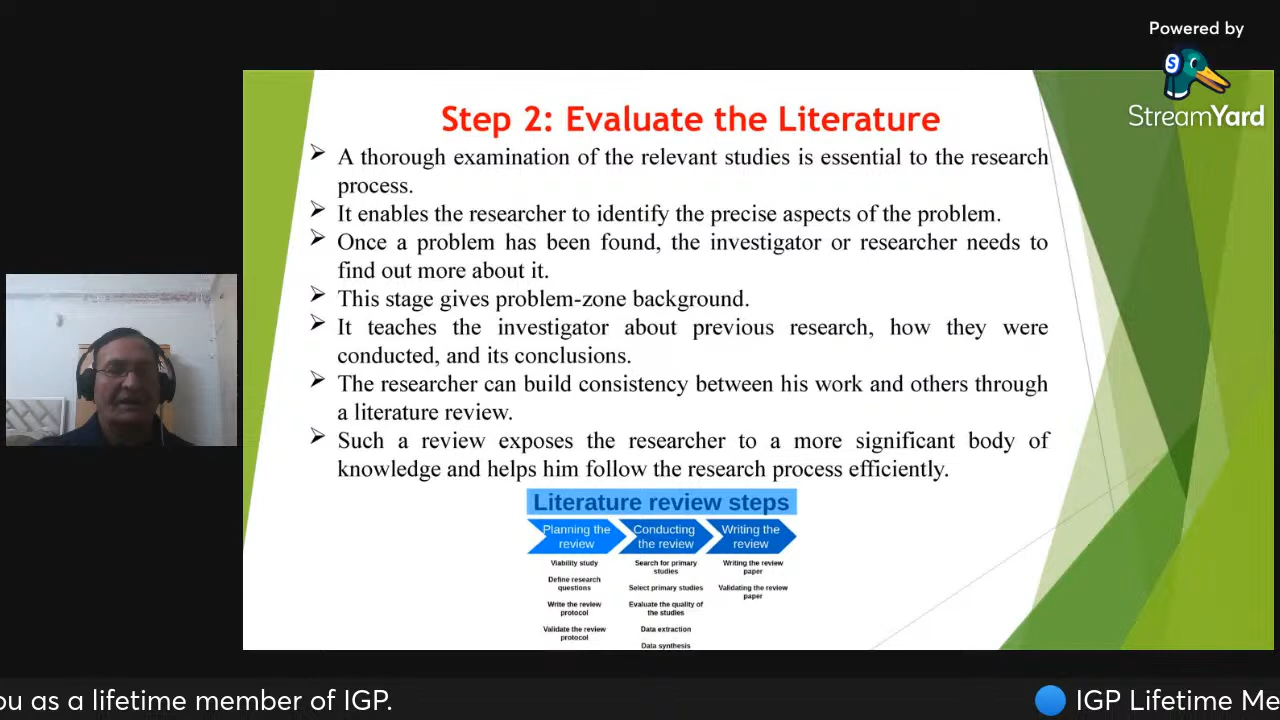 Powered by
StreamYard
Step 2: Evaluate the Literature
➢ A thorough examination of the relevant studies is essential to the research
process.
➢ It enables the researcher to identify the precise aspects of the problem.
➢ Once a problem has been found, the investigator or researcher needs to
find out more about it.
➢ This stage gives problem-zone background.
➢ It teaches the investigator about previous research, how they were
conducted, and its conclusions.
➢ The researcher can build consistency between his work and others through
a literature review.
➢ Such a review exposes the researcher to a more significant body of
knowledge and helps him follow the research process efficiently.
Literature review steps
Planning the
review
Conducting
the review
Writing the
review
Viability study
Define research
questions
Write the review
protocol
Validate the review
protocol
Search for primary
studies
Select primary studies
Evaluate the quality of
the studies
Data extraction
Data synthesis
Writing the review
paper
Validating the review
paper
ou as a lifetime member of IGP.
IGP Lifetime Me